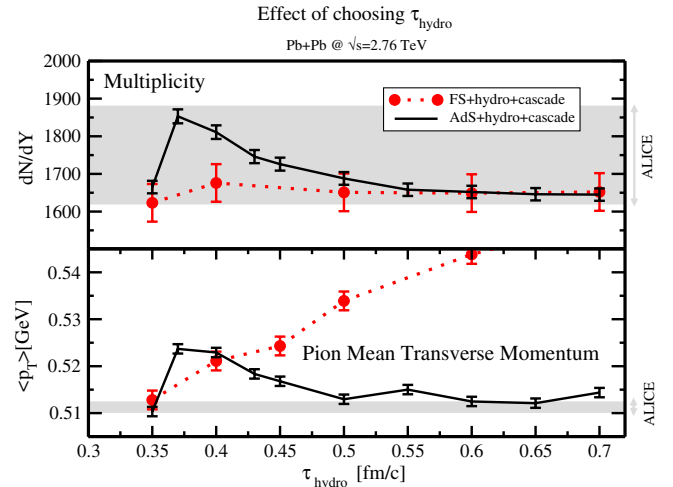 Effect of choosing τhydro
Pb+Pb @ √s=2.76 TeV
Multiplicity
FS+hydro+cascade
AdS+hydro+cascade
dN/dY
2000
1900
1800
1700
1600
ALICE
Pion Mean Transverse Momentum
<pT>[GeV]
0.54
0.53
0.52
0.51
ALICE
0.3 0.35 0.4 0.45 0.5 0.55 0.6 0.65 0.7
τhydro [fm/c]